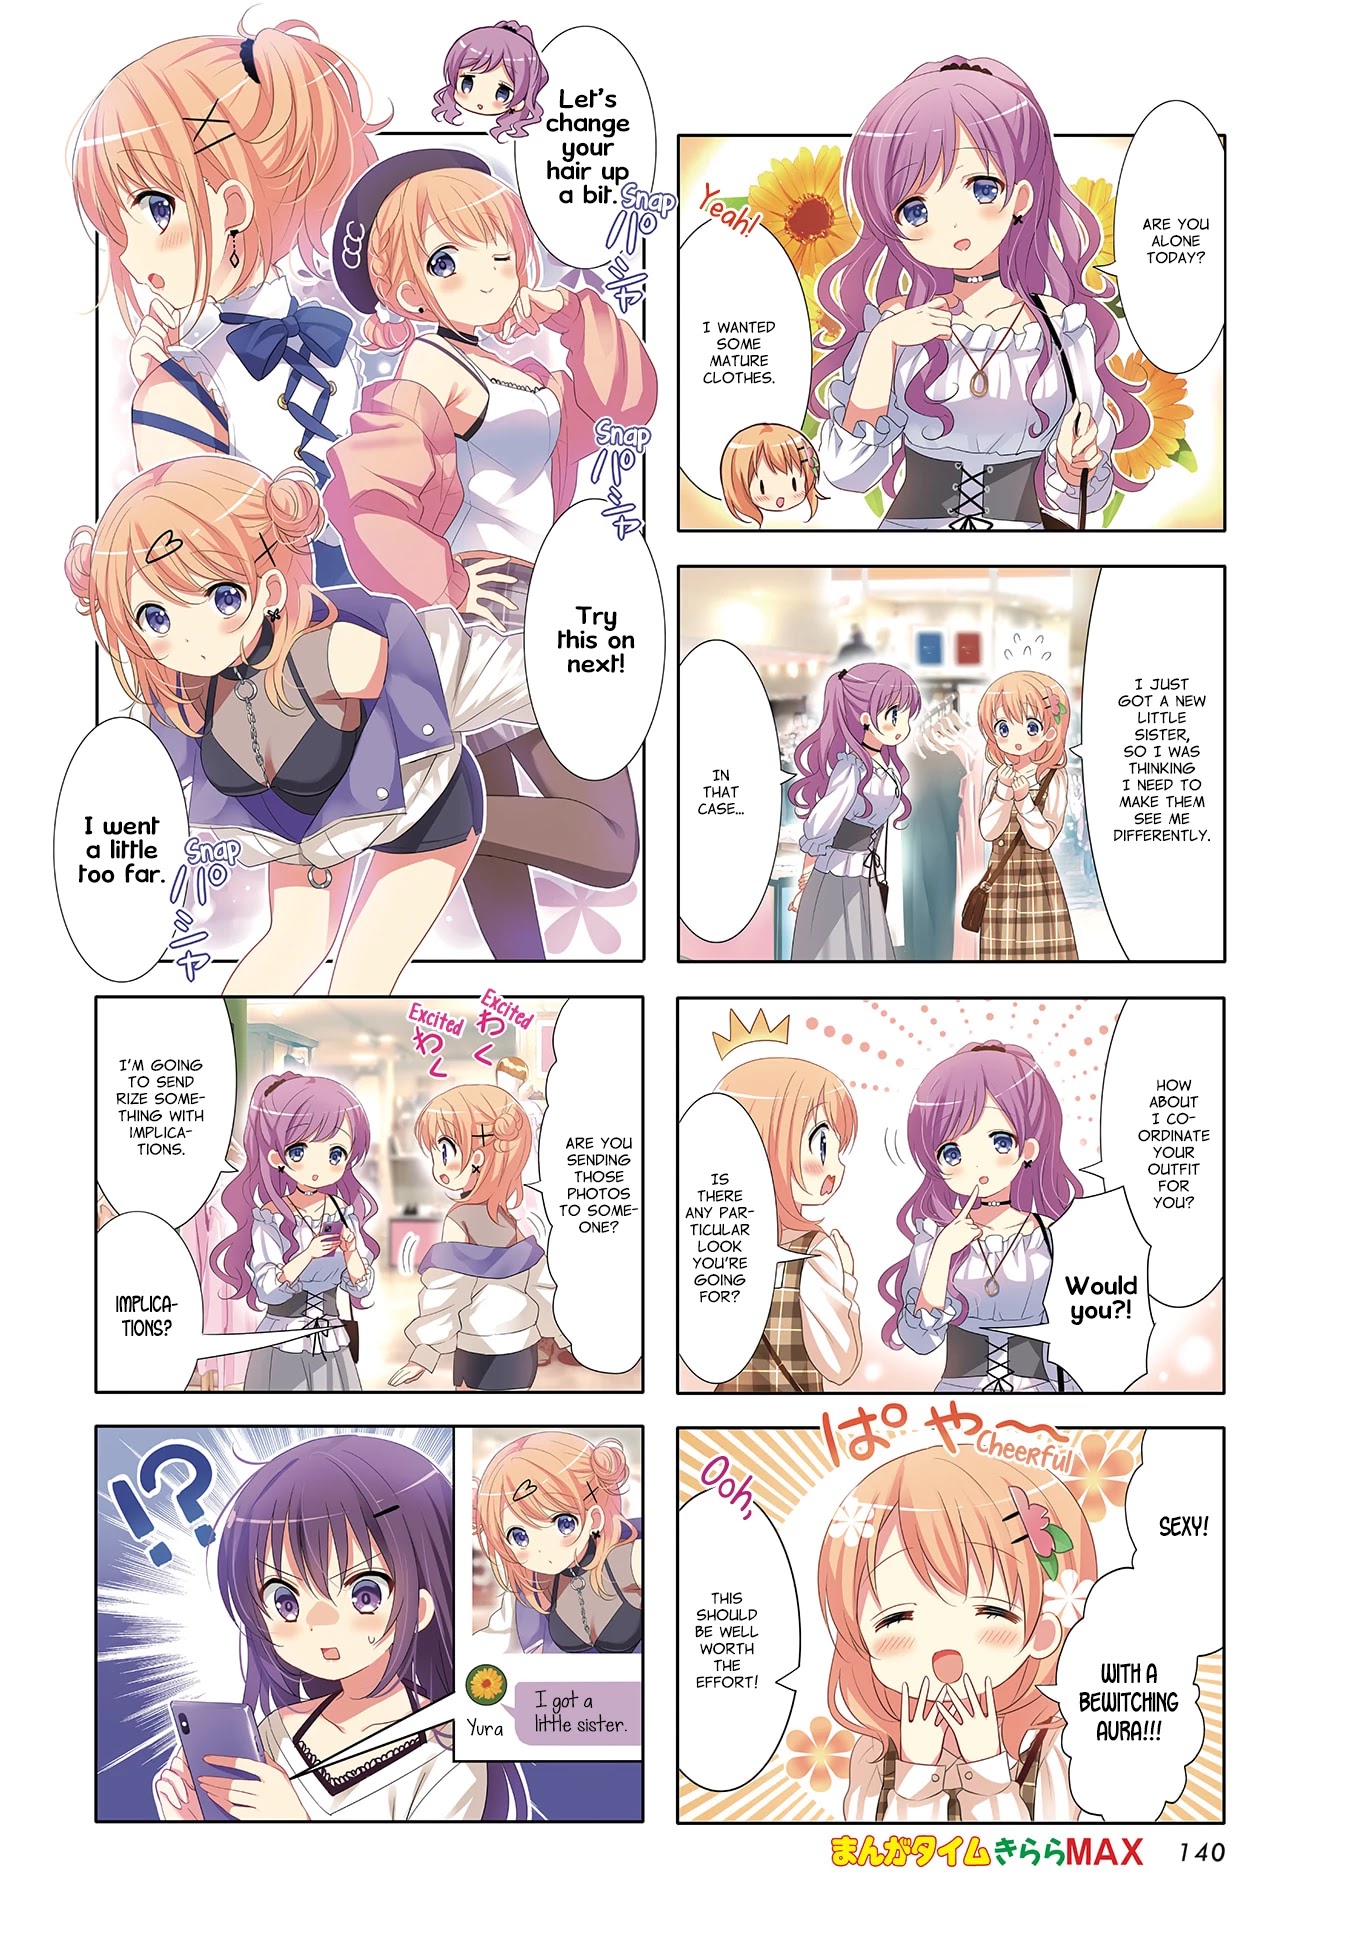 ARE YOU
ALONE
TODAY?
Yeah!
I WANTED
SOME
MATURE
CLOTHES.
I JUST
GOT A NEW
LITTLE
SISTER,
SO I WAS
THINKING
I NEED TO
MAKE THEM
SEE ME
DIFFERENTLY.
IN
THAT
CASE...
HOW
ABOUT
I CO-
ORDINATE
YOUR
OUTFIT
FOR
YOU?
Would
you?!
IS
THERE
ANY PAR-
TICULAR
LOOK
YOU'RE
GOING
FOR?
ぱや〜
Cheerful
SEXY!
WITH A
BEWITCHING
AURA!!!
Ooh,
THIS
SHOULD
BE WELL
WORTH
THE
EFFORT!
Let's
change
your
hair up
a bit.
Snap
パシャ
Snap
パシャ
Try
this on
next!
I went
a little
too far.
Snap
パシャ
Excited
わく
Excited
わく
ARE YOU
SENDING
THOSE
PHOTOS
TO SOME-
ONE?
I'M GOING
TO SEND
RIZE SOME-
THING WITH
IMPLICA-
TIONS.
IMPLICA-
TIONS?
!?
Yura
I got a
little sister.
まんがタイムきららMAX 140